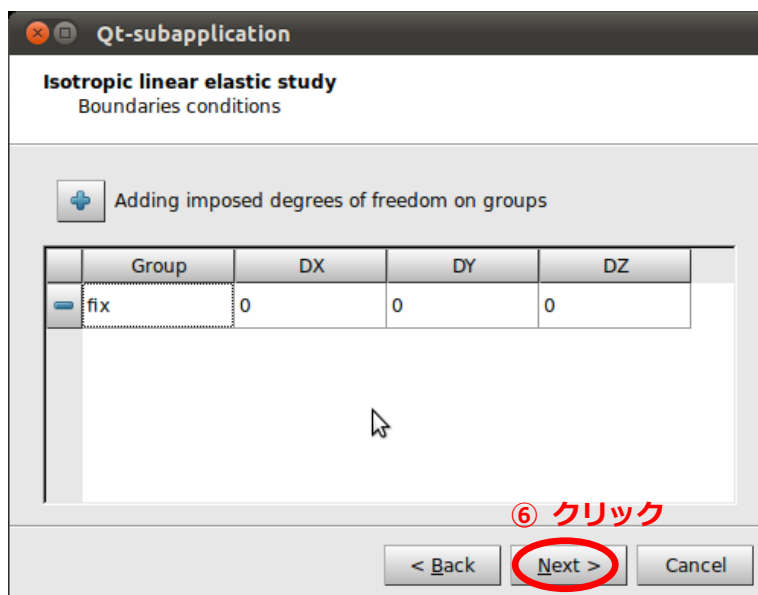 Qt-subapplication
Isotropic linear elastic study
Boundaries conditions
Adding imposed degrees of freedom on groups
Group DX DY DZ
fix 0 0 0
⑥ クリック
< Back Next > Cancel